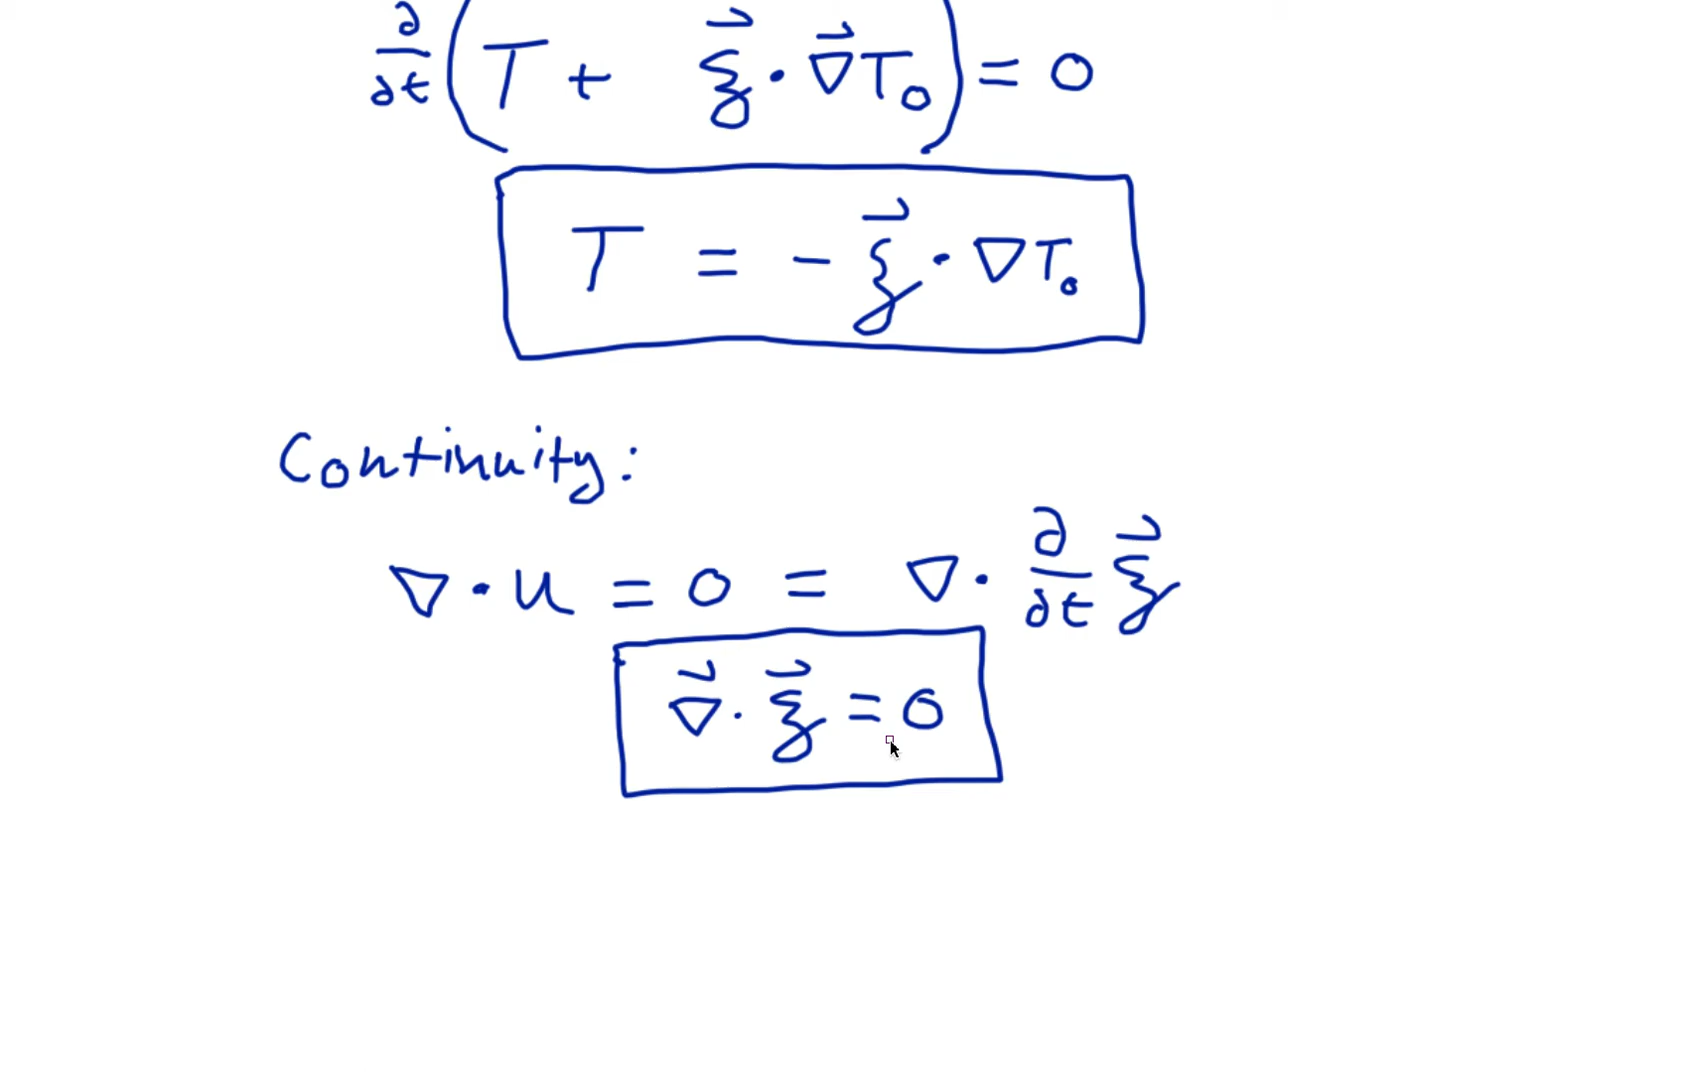 ∂/∂t (T + ξ⃗ · ∇⃗T₀) = 0
T = - ξ⃗ · ∇T₀
Continuity:
∇ · u = 0 = ∇ · ∂/∂t ξ⃗
∇⃗ · ξ⃗ = 0